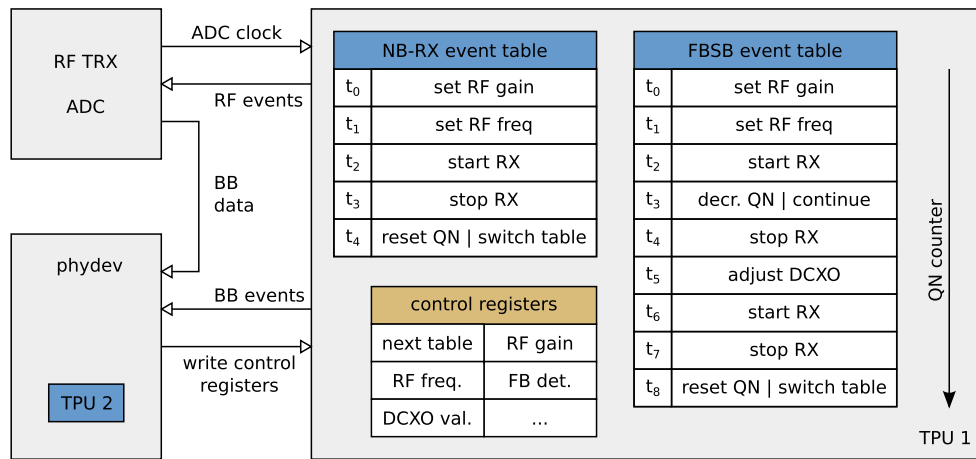 RF TRX
ADC
ADC clock
RF events
BB
data
phydev
BB events
write control
registers
TPU 2
NB-RX event table
t₀ set RF gain
t₁ set RF freq
t₂ start RX
t₃ stop RX
t₄ reset QN | switch table
control registers
next table RF gain
RF freq. FB det.
DCXO val. ...
FBSB event table
t₀ set RF gain
t₁ set RF freq
t₂ start RX
t₃ decr. QN | continue
t₄ stop RX
t₅ adjust DCXO
t₆ start RX
t₇ stop RX
t₈ reset QN | switch table
QN counter
TPU 1